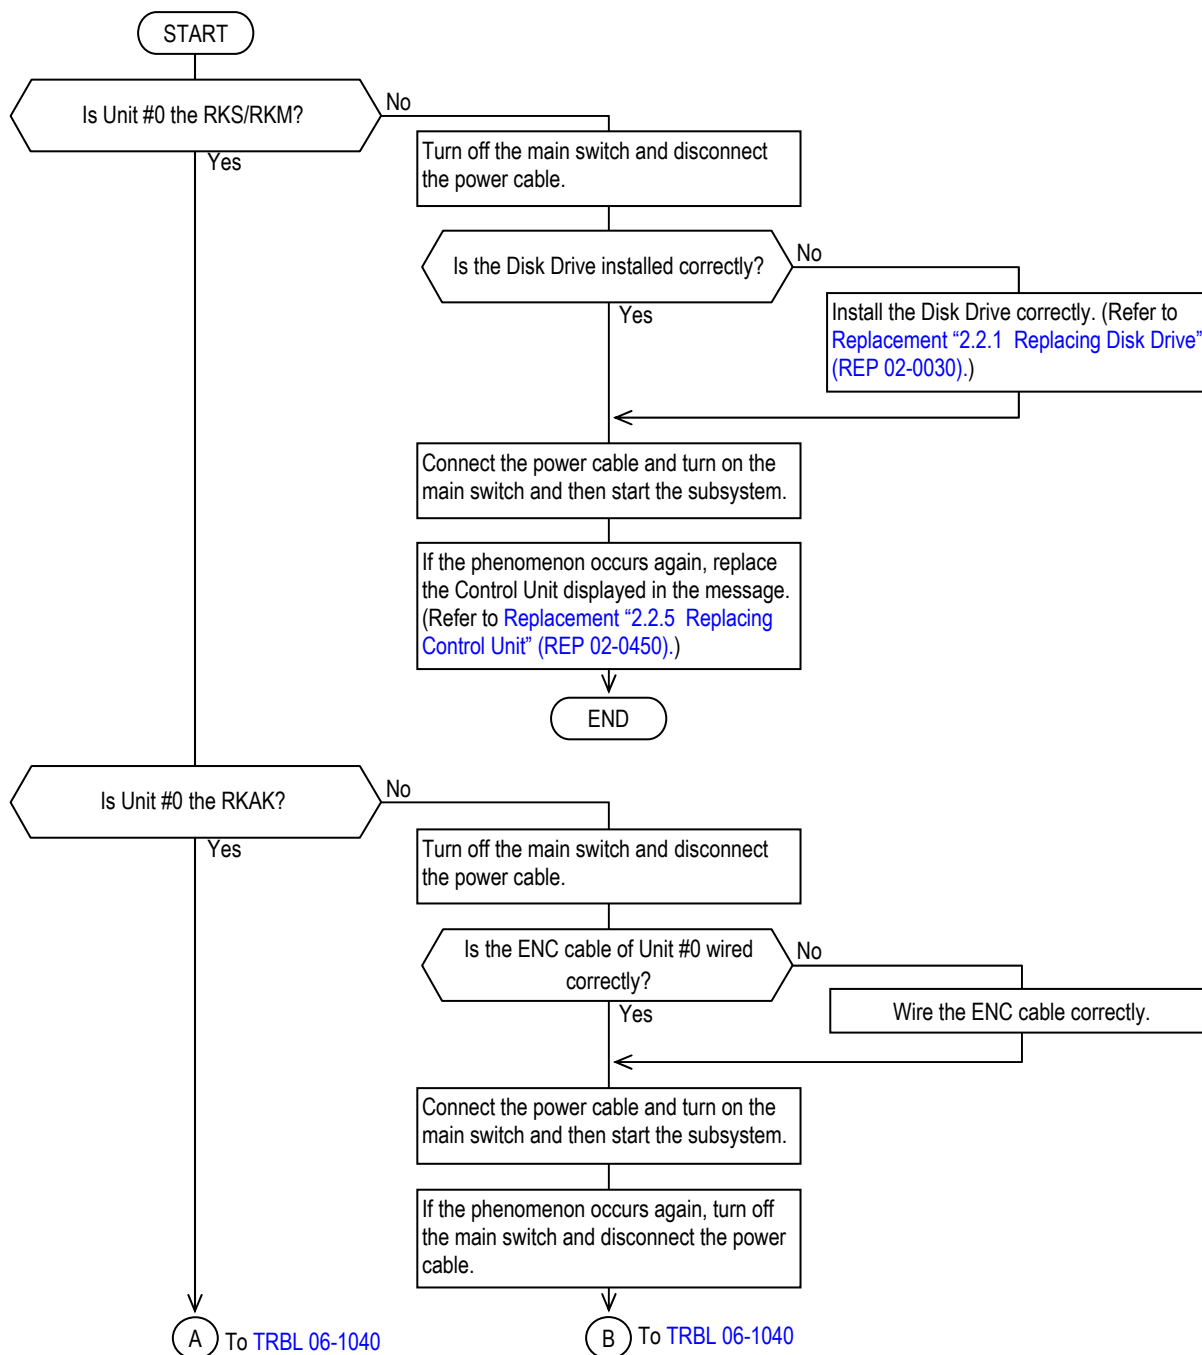 START
Is Unit #0 the RKS/RKM?
No
Yes
Turn off the main switch and disconnect
the power cable.
Is the Disk Drive installed correctly?
No
Yes
Install the Disk Drive correctly. (Refer to
Replacement “2.2.1 Replacing Disk Drive”
(REP 02-0030).)
Connect the power cable and turn on the
main switch and then start the subsystem.
If the phenomenon occurs again, replace
the Control Unit displayed in the message.
(Refer to Replacement “2.2.5 Replacing
Control Unit” (REP 02-0450).)
END
Is Unit #0 the RKAK?
No
Yes
Turn off the main switch and disconnect
the power cable.
Is the ENC cable of Unit #0 wired
correctly?
No
Yes
Wire the ENC cable correctly.
Connect the power cable and turn on the
main switch and then start the subsystem.
If the phenomenon occurs again, turn off
the main switch and disconnect the power
cable.
A To TRBL 06-1040
B To TRBL 06-1040